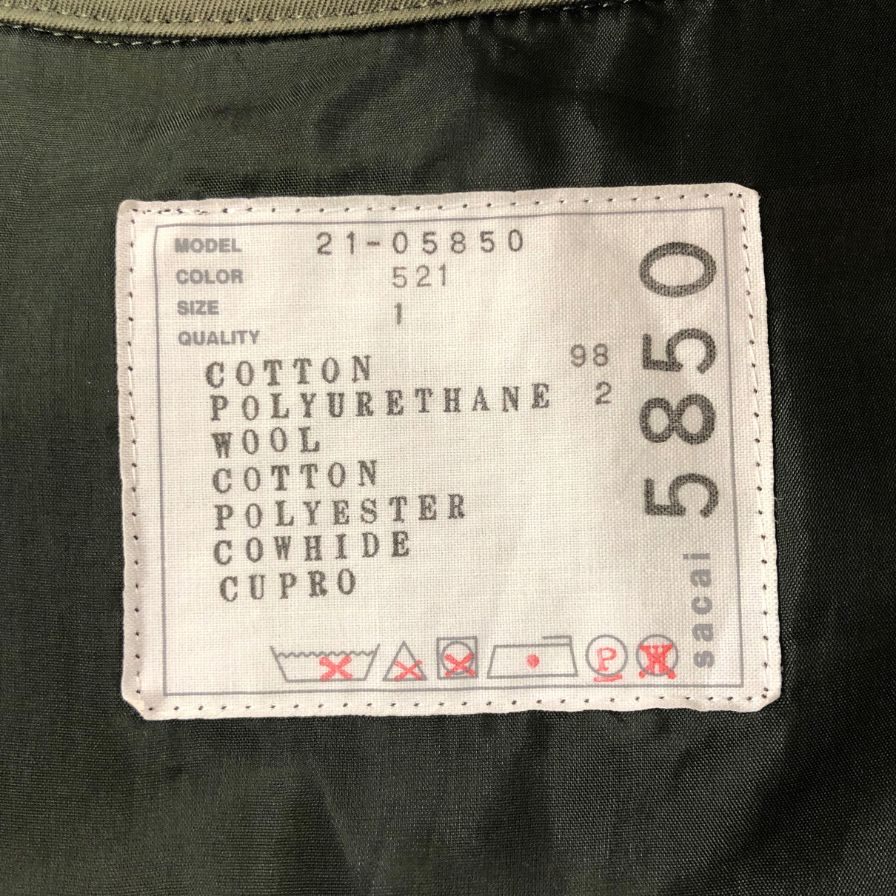 MODEL 21-05850
COLOR 521
SIZE 1
QUALITY
COTTON 98
POLYURETHANE 2
WOOL
COTTON
POLYESTER
COWHIDE
CUPRO
P
W
sacai 5850